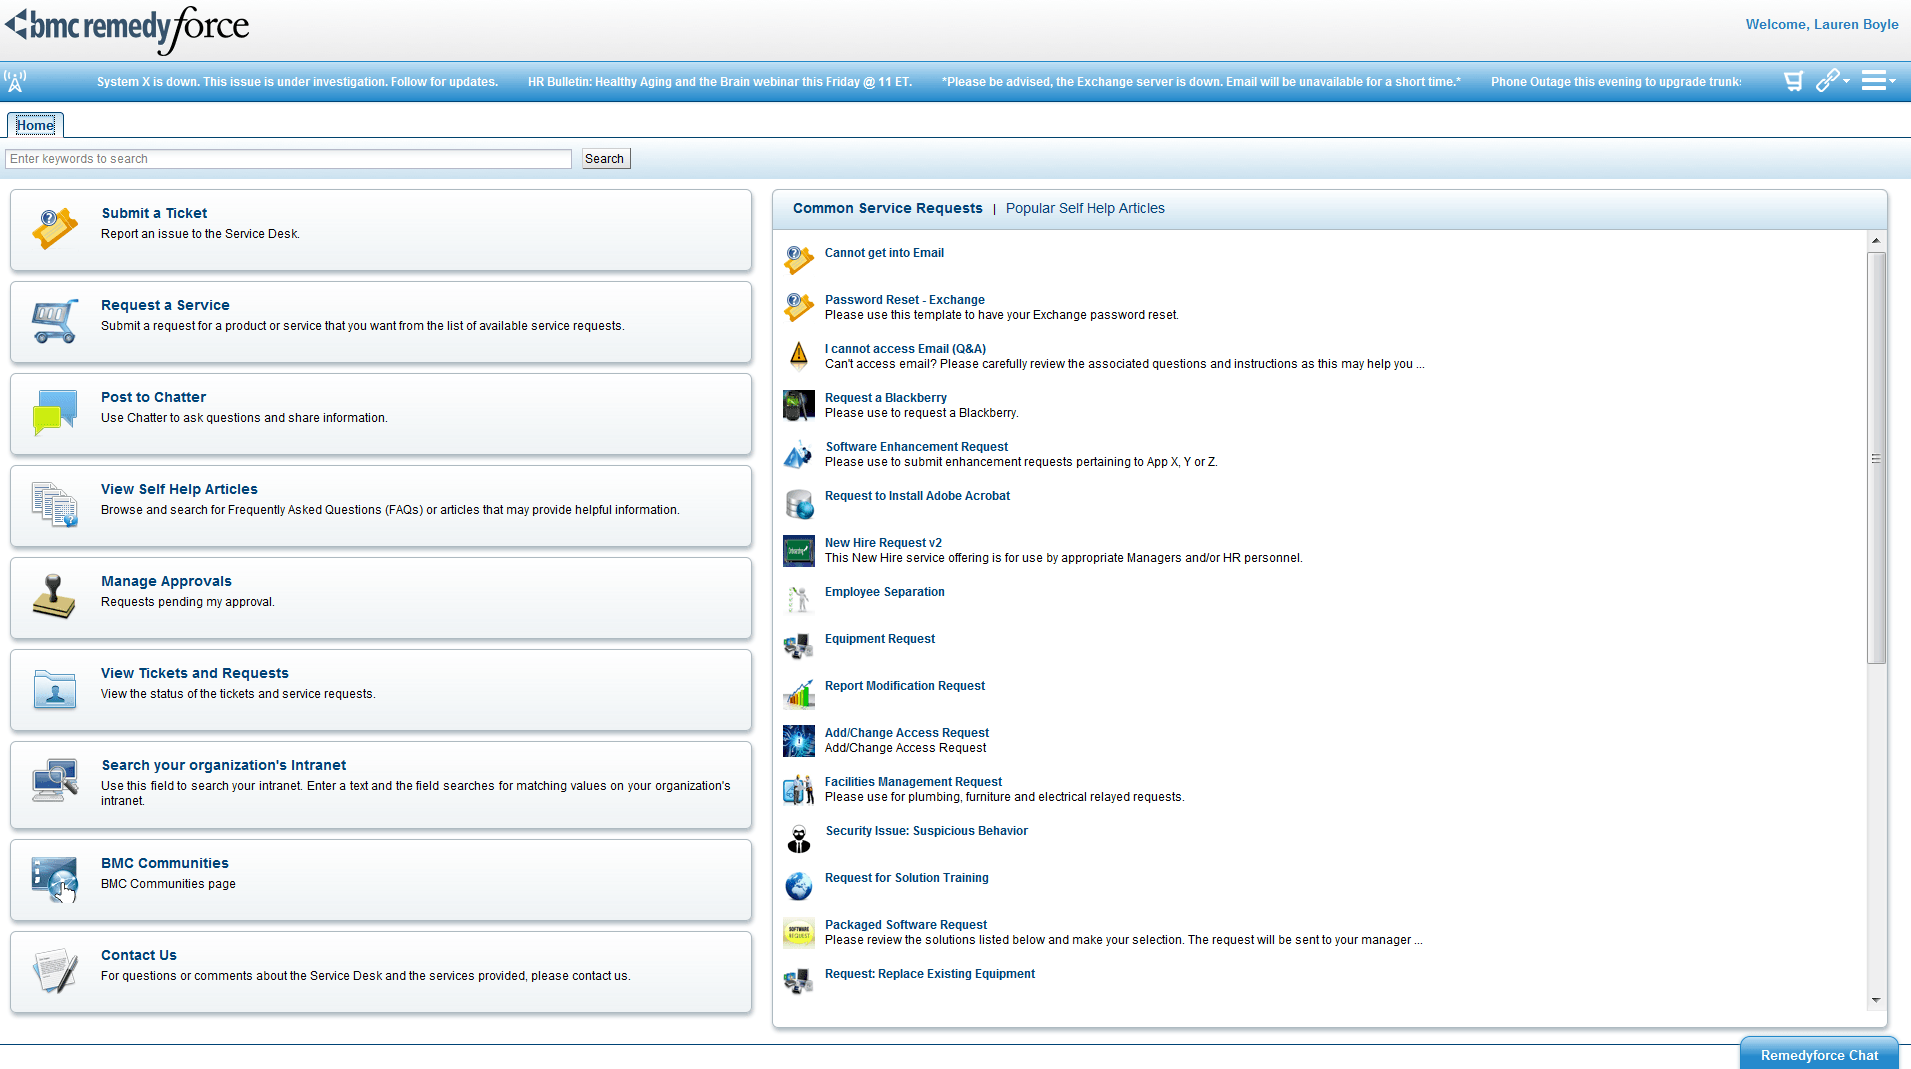 bmc remedyforce
Welcome, Lauren Boyle
System X is down. This issue is under investigation. Follow for updates. HR Bulletin: Healthy Aging and the Brain webinar this Friday @ 11 ET. *Please be advised, the Exchange server is down. Email will be unavailable for a short time.* Phone Outage this evening to upgrade trunks
Home
Enter keywords to search Search
Submit a Ticket
Report an issue to the Service Desk.
Request a Service
Submit a request for a product or service that you want from the list of available service requests.
Post to Chatter
Use Chatter to ask questions and share information.
View Self Help Articles
Browse and search for Frequently Asked Questions (FAQs) or articles that may provide helpful information.
Manage Approvals
Requests pending my approval.
View Tickets and Requests
View the status of the tickets and service requests.
Search your organization's Intranet
Use this field to search your intranet. Enter a text and the field searches for matching values on your organization's
intranet.
BMC Communities
BMC Communities page
Contact Us
For questions or comments about the Service Desk and the services provided, please contact us.
Common Service Requests | Popular Self Help Articles
Cannot get into Email
Password Reset - Exchange
Please use this template to have your Exchange password reset.
I cannot access Email (Q&A)
Can't access email? Please carefully review the associated questions and instructions as this may help you ...
Request a Blackberry
Please use to request a Blackberry.
Software Enhancement Request
Please use to submit enhancement requests pertaining to App X, Y or Z.
Request to Install Adobe Acrobat
New Hire Request v2
This New Hire service offering is for use by appropriate Managers and/or HR personnel.
Employee Separation
Equipment Request
Report Modification Request
Add/Change Access Request
Add/Change Access Request
Facilities Management Request
Please use for plumbing, furniture and electrical relayed requests.
Security Issue: Suspicious Behavior
Request for Solution Training
SOFTWARE
REQUEST
Packaged Software Request
Please review the solutions listed below and make your selection. The request will be sent to your manager ...
Request: Replace Existing Equipment
Remedyforce Chat